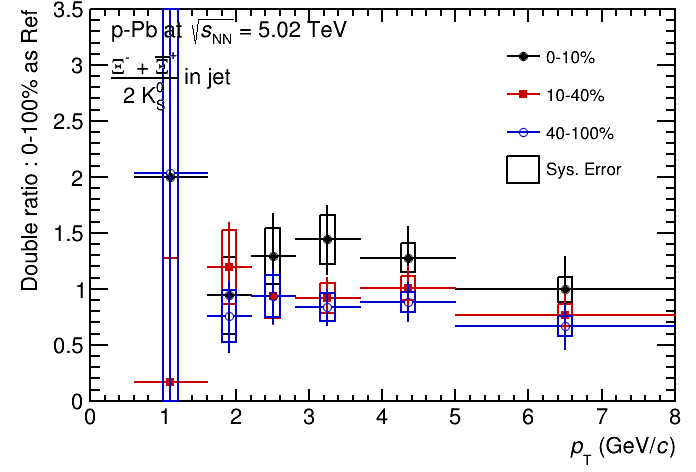 p-Pb at √s_NN = 5.02 TeV
Ξ⁻ + Ξ̅⁺
2 K⁰_S
in jet
0-10%
10-40%
40-100%
Sys. Error
Double ratio : 0-100% as Ref
3.5
3
2.5
2
1.5
1
0.5
0
0 1 2 3 4 5 6 7 8
p_T (GeV/c)